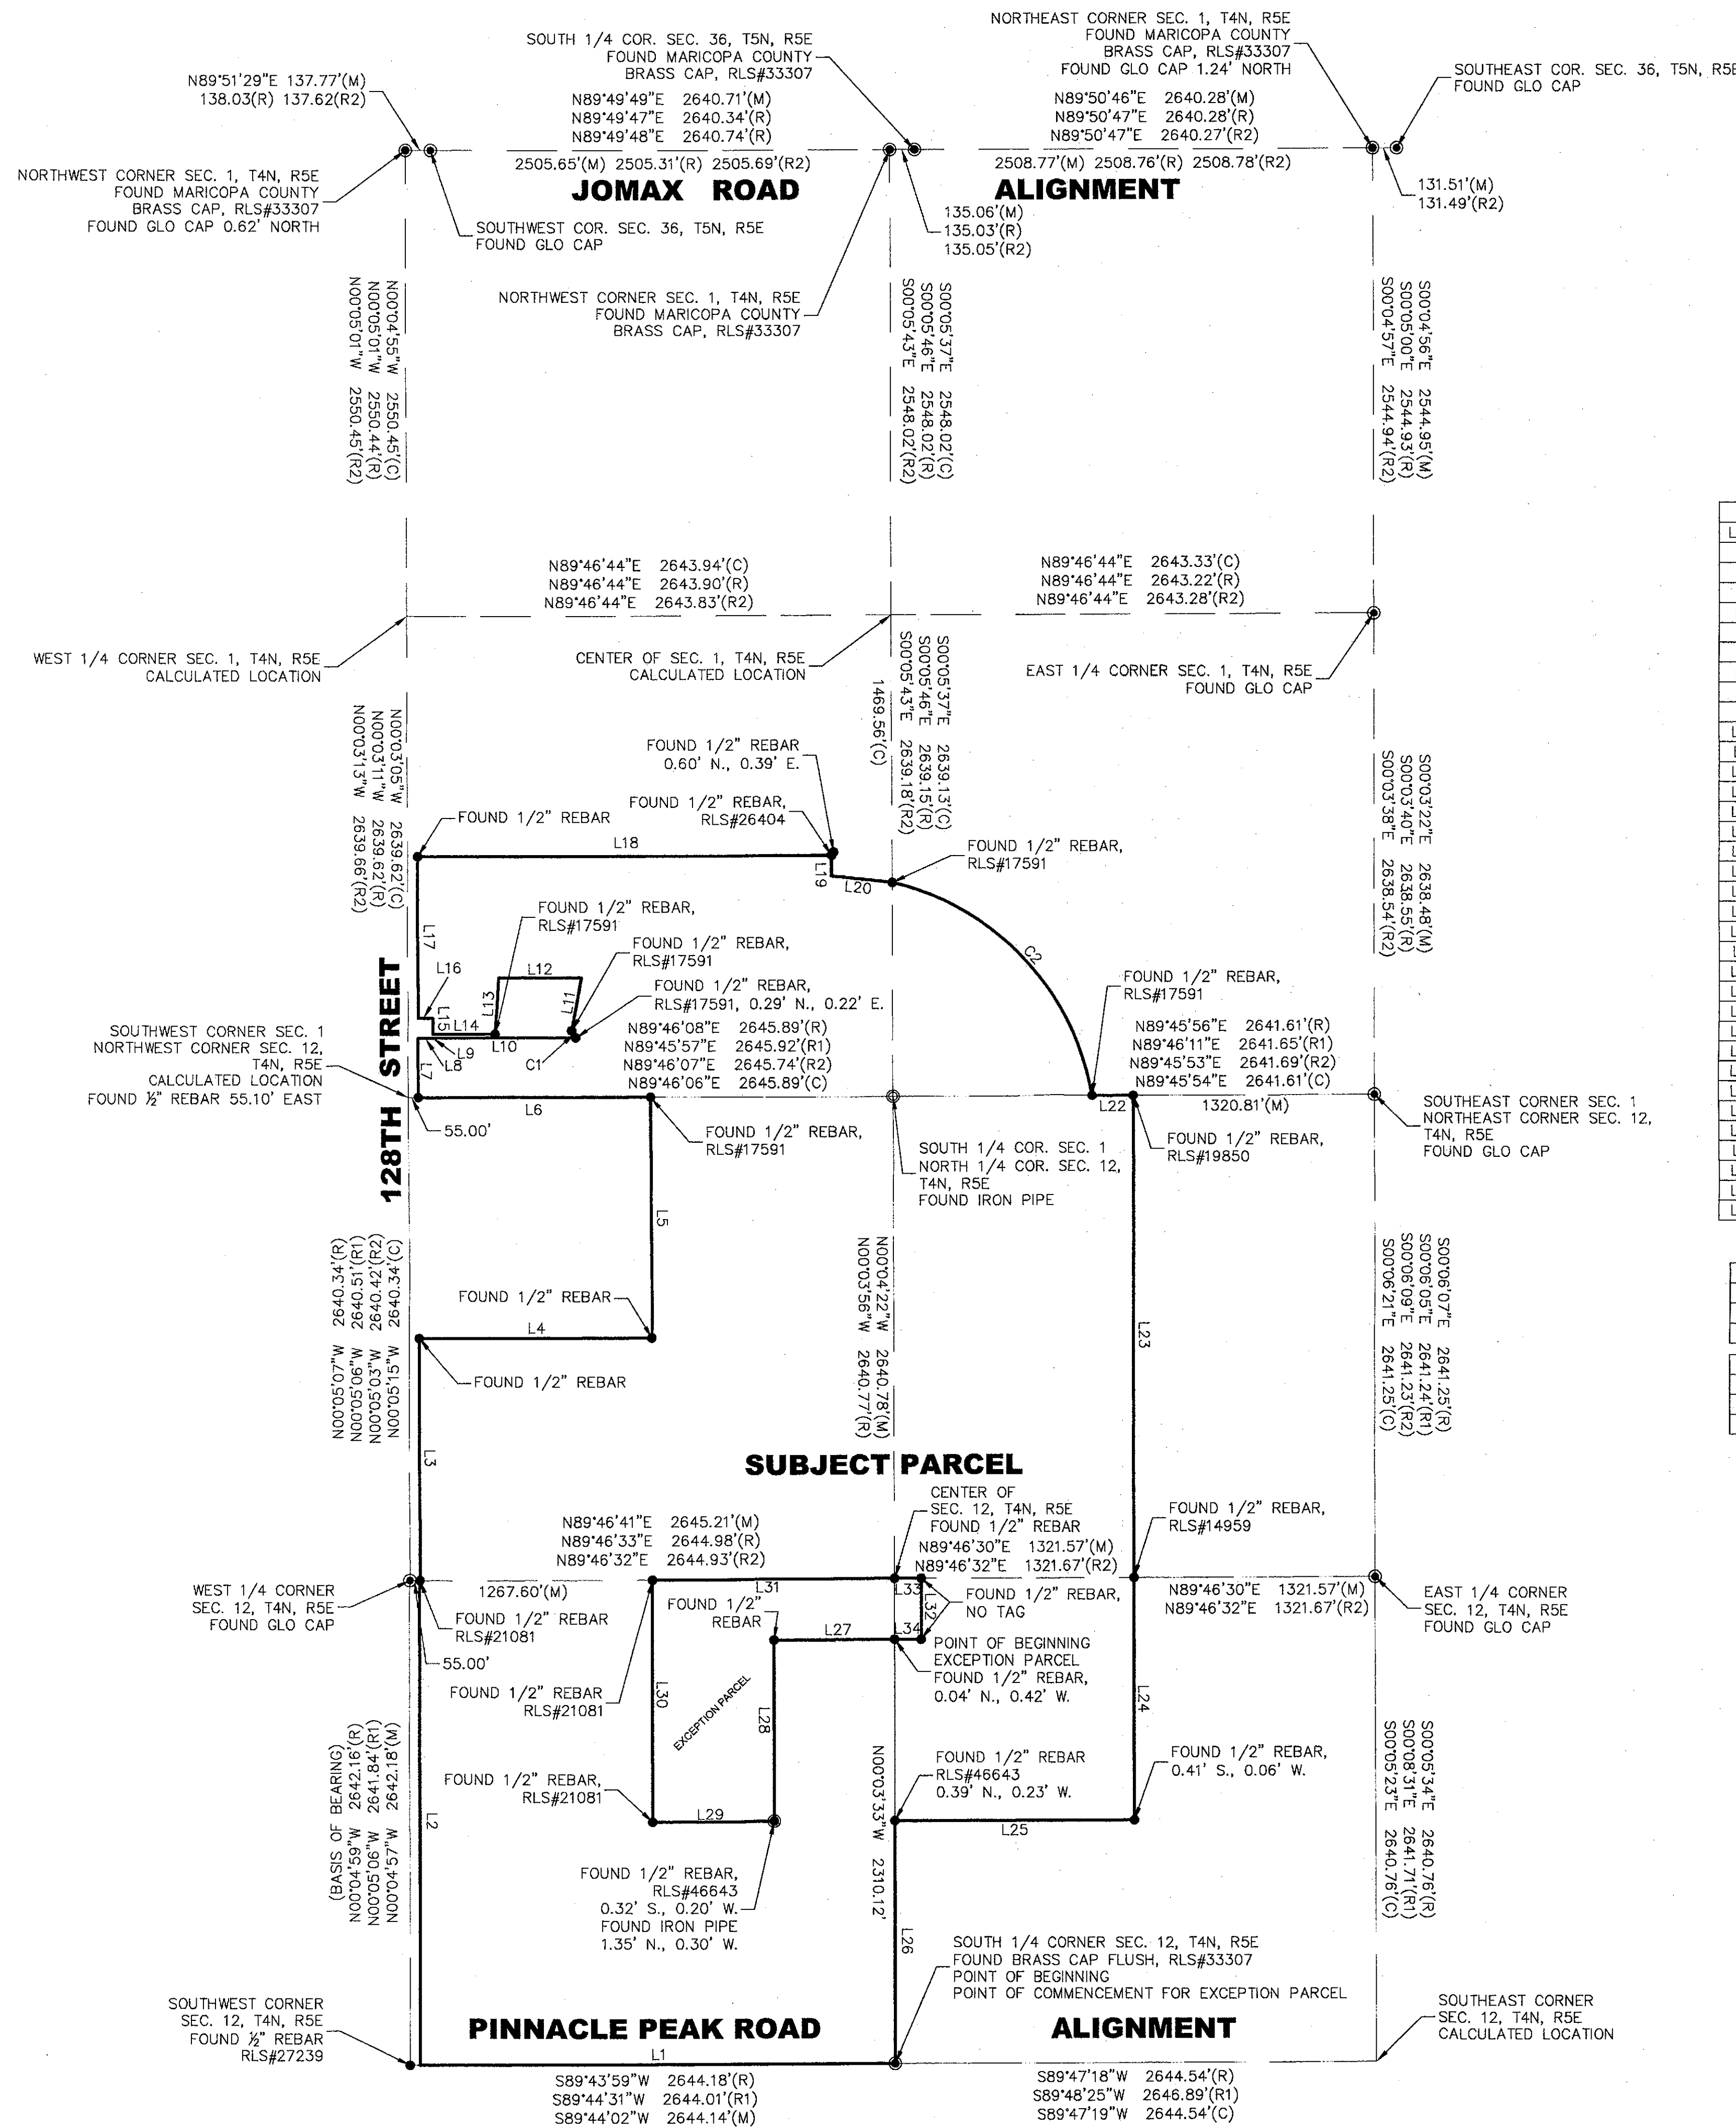 NORTHEAST CORNER SEC. 1, T4N, R5E
FOUND MARICOPA COUNTY
BRASS CAP, RLS#33307
FOUND GLO CAP 1.24' NORTH
SOUTH 1/4 COR. SEC. 36, T5N, R5E
FOUND MARICOPA COUNTY
BRASS CAP, RLS#33307
SOUTHEAST COR. SEC. 36, T5N, R5E
FOUND GLO CAP
N89°51'29"E 137.77'(M)
138.03(R) 137.62(R2)
N89°49'49"E 2640.71'(M)
N89°49'47"E 2640.34'(R)
N89°49'48"E 2640.74'(R)
N89°50'46"E 2640.28'(M)
N89°50'47"E 2640.28'(R)
N89°50'47"E 2640.27'(R2)
2505.65'(M) 2505.31'(R) 2505.69'(R2)
2508.77'(M) 2508.76'(R) 2508.78'(R2)
JOMAX ROAD
ALIGNMENT
NORTHWEST CORNER SEC. 1, T4N, R5E
FOUND MARICOPA COUNTY
BRASS CAP, RLS#33307
FOUND GLO CAP 0.62' NORTH
SOUTHWEST COR. SEC. 36, T5N, R5E
FOUND GLO CAP
135.06'(M)
135.03'(R)
135.05'(R2)
131.51'(M)
131.49'(R2)
NORTHWEST CORNER SEC. 1, T4N, R5E
FOUND MARICOPA COUNTY
BRASS CAP, RLS#33307
N00°04'55"W 2550.45'(C)
N00°05'01"W 2550.44'(R)
N00°05'01"W 2550.45'(R2)
S00°05'37"E 2548.02'(C)
S00°05'46"E 2548.02'(R)
S00°05'43"E 2548.02'(R2)
S00°04'56"E 2544.95'(M)
S00°05'00"E 2544.93'(R)
S00°04'57"E 2544.94'(R2)
N89°46'44"E 2643.94'(C)
N89°46'44"E 2643.90'(R)
N89°46'44"E 2643.83'(R2)
N89°46'44"E 2643.33'(C)
N89°46'44"E 2643.22'(R)
N89°46'44"E 2643.28'(R2)
WEST 1/4 CORNER SEC. 1, T4N, R5E
CALCULATED LOCATION
CENTER OF SEC. 1, T4N, R5E
CALCULATED LOCATION
EAST 1/4 CORNER SEC. 1, T4N, R5E
FOUND GLO CAP
N00°03'05"W 2639.62'(C)
N00°03'11"W 2639.62'(R)
N00°03'13"W 2639.66'(R2)
S00°05'37"E 2639.13'(C)
S00°05'46"E 2639.15'(R)
S00°05'43"E 2639.18'(R2)
1469.56'(C)
S00°03'22"E 2638.48'(M)
S00°03'40"E 2638.55'(R)
S00°03'38"E 2638.54'(R2)
FOUND 1/2" REBAR
0.60' N., 0.39' E.
FOUND 1/2" REBAR,
RLS#26404
FOUND 1/2" REBAR
L18
L19
L20
FOUND 1/2" REBAR,
RLS#17591
C2
L17
L16
FOUND 1/2" REBAR,
RLS#17591
L12
L13
L11
FOUND 1/2" REBAR,
RLS#17591
FOUND 1/2" REBAR,
RLS#17591, 0.29' N., 0.22' E.
L15
L14
L10
L9
L8
L7
C1
FOUND 1/2" REBAR,
RLS#17591
128TH STREET
SOUTHWEST CORNER SEC. 1
NORTHWEST CORNER SEC. 12,
T4N, R5E
CALCULATED LOCATION
FOUND ½" REBAR 55.10' EAST
N89°46'08"E 2645.89'(R)
N89°45'57"E 2645.92'(R1)
N89°46'07"E 2645.74'(R2)
N89°46'06"E 2645.89'(C)
N89°45'56"E 2641.61'(R)
N89°46'11"E 2641.65'(R1)
N89°45'53"E 2641.69'(R2)
N89°45'54"E 2641.61'(C)
L6
55.00'
L22
1320.81'(M)
FOUND 1/2" REBAR,
RLS#17591
SOUTH 1/4 COR. SEC. 1
NORTH 1/4 COR. SEC. 12,
T4N, R5E
FOUND IRON PIPE
FOUND 1/2" REBAR,
RLS#19850
SOUTHEAST CORNER SEC. 1
NORTHEAST CORNER SEC. 12,
T4N, R5E
FOUND GLO CAP
L5
L23
N00°05'15"W 2640.34'(C)
N00°05'03"W 2640.42'(R2)
N00°05'06"W 2640.51'(R1)
N00°05'07"W 2640.34'(R)
N00°04'22"W 2640.78'(M)
N00°03'56"W 2640.77'(R)
S00°06'07"E 2641.25'(R)
S00°06'05"E 2641.24'(R1)
S00°06'09"E 2641.23'(R2)
S00°06'21"E 2641.25'(C)
FOUND 1/2" REBAR
L4
FOUND 1/2" REBAR
L3
SUBJECT PARCEL
CENTER OF
SEC. 12, T4N, R5E
FOUND 1/2" REBAR
N89°46'30"E 1321.57'(M)
N89°46'32"E 1321.67'(R2)
FOUND 1/2" REBAR,
RLS#14959
N89°46'41"E 2645.21'(M)
N89°46'33"E 2644.98'(R)
N89°46'32"E 2644.93'(R2)
WEST 1/4 CORNER
SEC. 12, T4N, R5E
FOUND GLO CAP
1267.60'(M)
L31
L33
N89°46'30"E 1321.57'(M)
N89°46'32"E 1321.67'(R2)
EAST 1/4 CORNER
SEC. 12, T4N, R5E
FOUND GLO CAP
FOUND 1/2" REBAR
RLS#21081
FOUND 1/2"
REBAR
L32
FOUND 1/2" REBAR,
NO TAG
55.00'
L27
L34
POINT OF BEGINNING
EXCEPTION PARCEL
FOUND 1/2" REBAR,
0.04' N., 0.42' W.
FOUND 1/2" REBAR
RLS#21081
L30
EXCEPTION PARCEL
L28
L24
FOUND 1/2" REBAR,
RLS#21081
FOUND 1/2" REBAR
RLS#46643
0.39' N., 0.23' W.
FOUND 1/2" REBAR,
0.41' S., 0.06' W.
L2
L29
L25
N00°04'57"W 2642.18'(M)
N00°05'06"W 2641.84'(R1)
N00°04'59"W 2642.16'(R)
(BASIS OF BEARING)
N00°03'33"W 2310.12'
S00°05'34"E 2640.76'(R)
S00°08'31"E 2641.71'(R1)
S00°05'23"E 2640.76'(C)
FOUND 1/2" REBAR,
RLS#46643
0.32' S., 0.20' W.
FOUND IRON PIPE
1.35' N., 0.30' W.
L26
SOUTH 1/4 CORNER SEC. 12, T4N, R5E
FOUND BRASS CAP FLUSH, RLS#33307
POINT OF BEGINNING
POINT OF COMMENCEMENT FOR EXCEPTION PARCEL
SOUTHWEST CORNER
SEC. 12, T4N, R5E
FOUND ½" REBAR
RLS#27239
PINNACLE PEAK ROAD
ALIGNMENT
SOUTHEAST CORNER
SEC. 12, T4N, R5E
CALCULATED LOCATION
L1
S89°43'59"W 2644.18'(R)
S89°44'31"W 2644.01'(R1)
S89°44'02"W 2644.14'(M)
S89°47'18"W 2644.54'(R)
S89°48'25"W 2646.89'(R1)
S89°47'19"W 2644.54'(C)